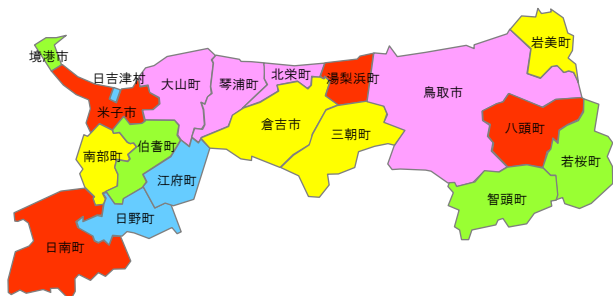 岩美町
境港市
日吉津村
大山町
琴浦町
北栄町
湯梨浜町
鳥取市
米子市
倉吉市
三朝町
八頭町
南部町
伯耆町
若桜町
江府町
智頭町
日野町
日南町